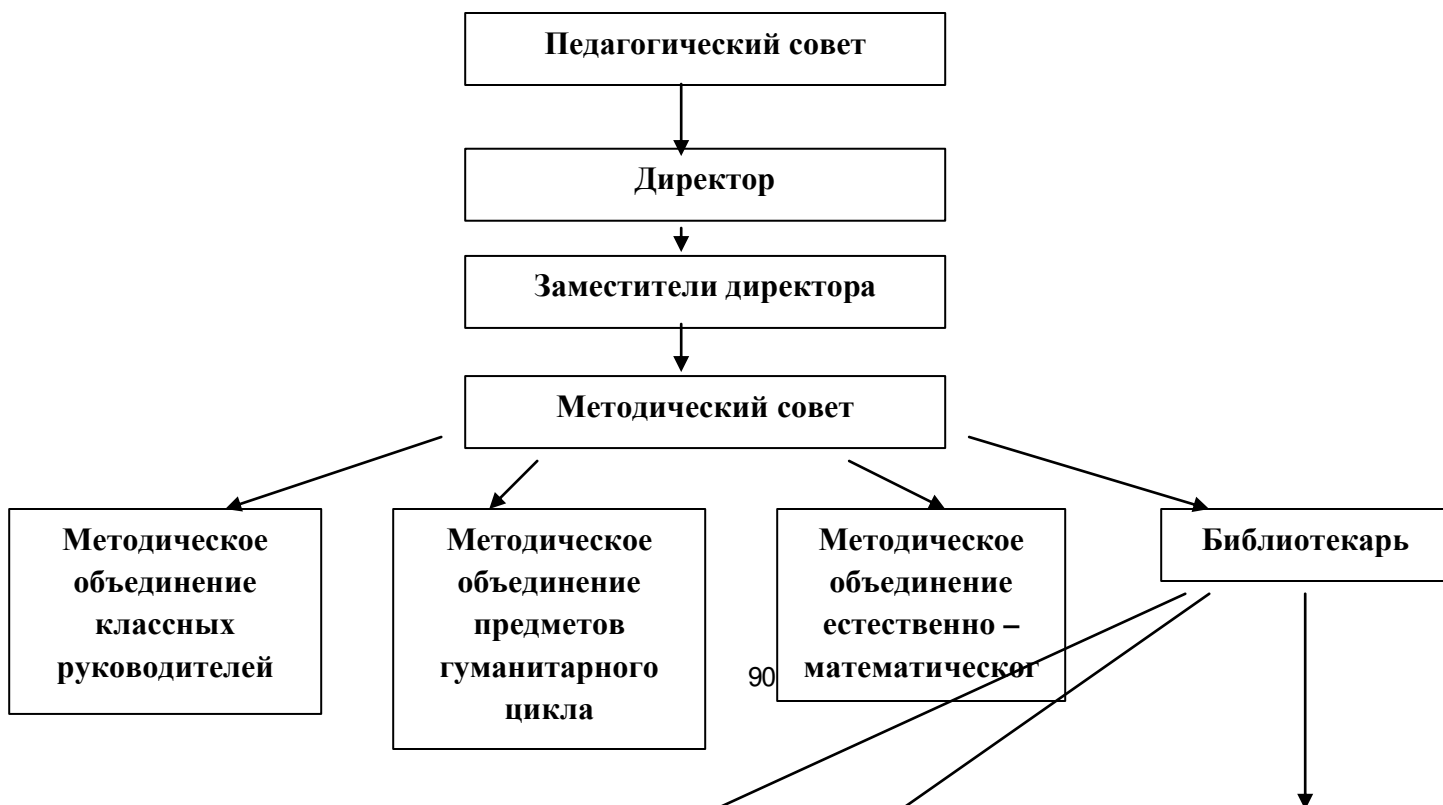 Педагогический совет
Директор
Заместители директора
Методический совет
Методическое
объединение
классных
руководителей
Методическое
объединение
предметов
гуманитарного
цикла
Методическое
объединение
естественно –
математическог
Библиотекарь
90